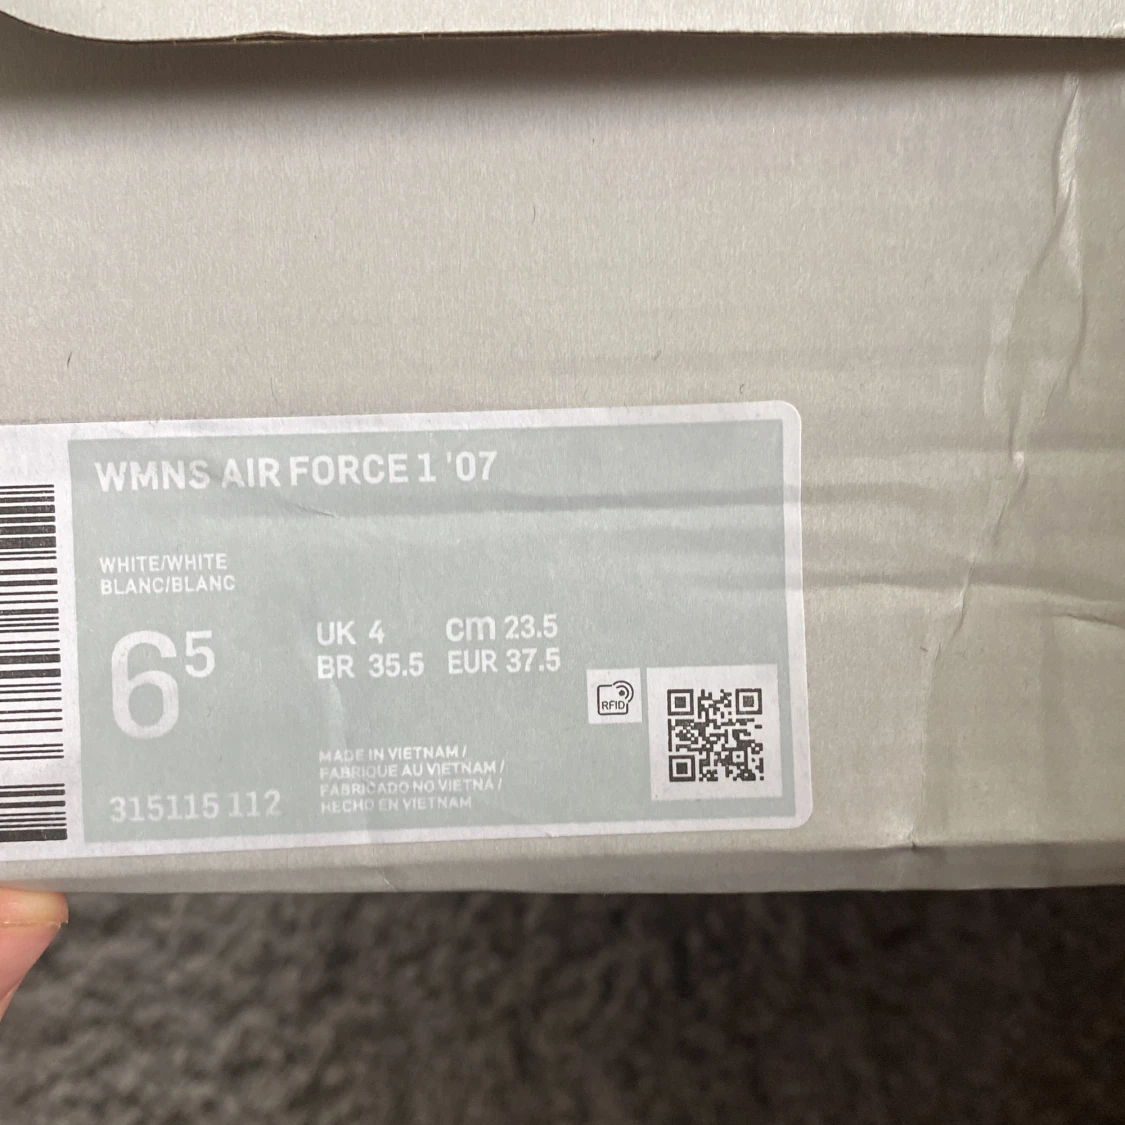 WMNS AIR FORCE 1 '07
WHITE/WHITE
BLANC/BLANC
6⁵
UK 4 cm 23.5
BR 35.5 EUR 37.5
RFID
MADE IN VIETNAM /
FABRIQUE AU VIETNAM /
FABRICADO NO VIETNÁ /
HECHO EN VIETNAM
315115 112